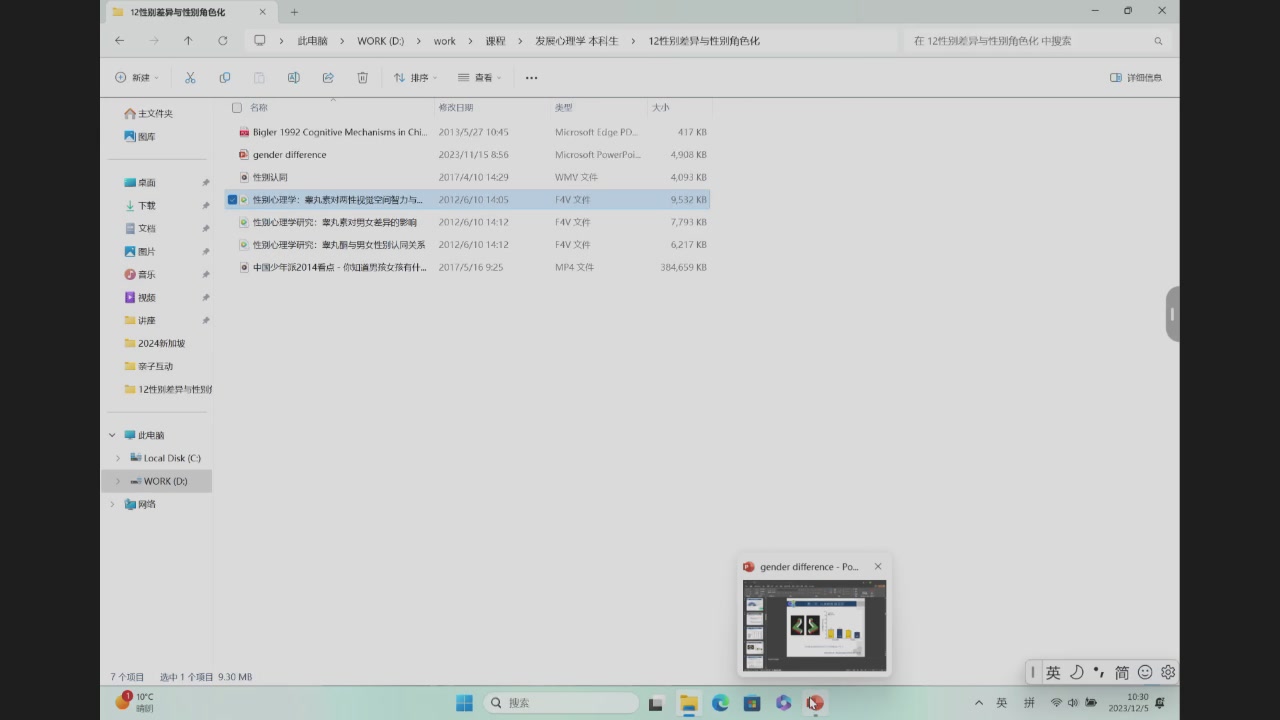 12性别差异与性别角色化
此电脑 > WORK (D:) > work > 课程 > 发展心理学 本科生 > 12性别差异与性别角色化
在 12性别差异与性别角色化 中搜索
新建 排序 查看 ••• 详细信息
名称 修改日期 类型 大小
Bigler 1992 Cognitive Mechanisms in Chi... 2013/5/27 10:45 Microsoft Edge PD... 417 KB
gender difference 2023/11/15 8:56 Microsoft PowerPoi... 4,908 KB
性别认同 2017/4/10 14:29 WMV 文件 4,093 KB
性别心理学：睾丸素对两性视觉空间智力与... 2012/6/10 14:05 F4V 文件 9,532 KB
性别心理学研究：睾丸素对男女差异的影响 2012/6/10 14:12 F4V 文件 7,793 KB
性别心理学研究：睾丸酮与男女性别认同关系 2012/6/10 14:12 F4V 文件 6,217 KB
中国少年派2014看点 - 你知道男孩女孩有什... 2017/5/16 9:25 MP4 文件 384,659 KB
主文件夹
图库
桌面
下载
文档
图片
音乐
视频
讲座
2024新加坡
亲子互动
12性别差异与性别
此电脑
Local Disk (C:)
WORK (D:)
网络
gender difference - Po...
7 个项目 选中 1 个项目 9.30 MB
英 简
1
10°C
晴朗
搜索
英 拼
10:30
2023/12/5